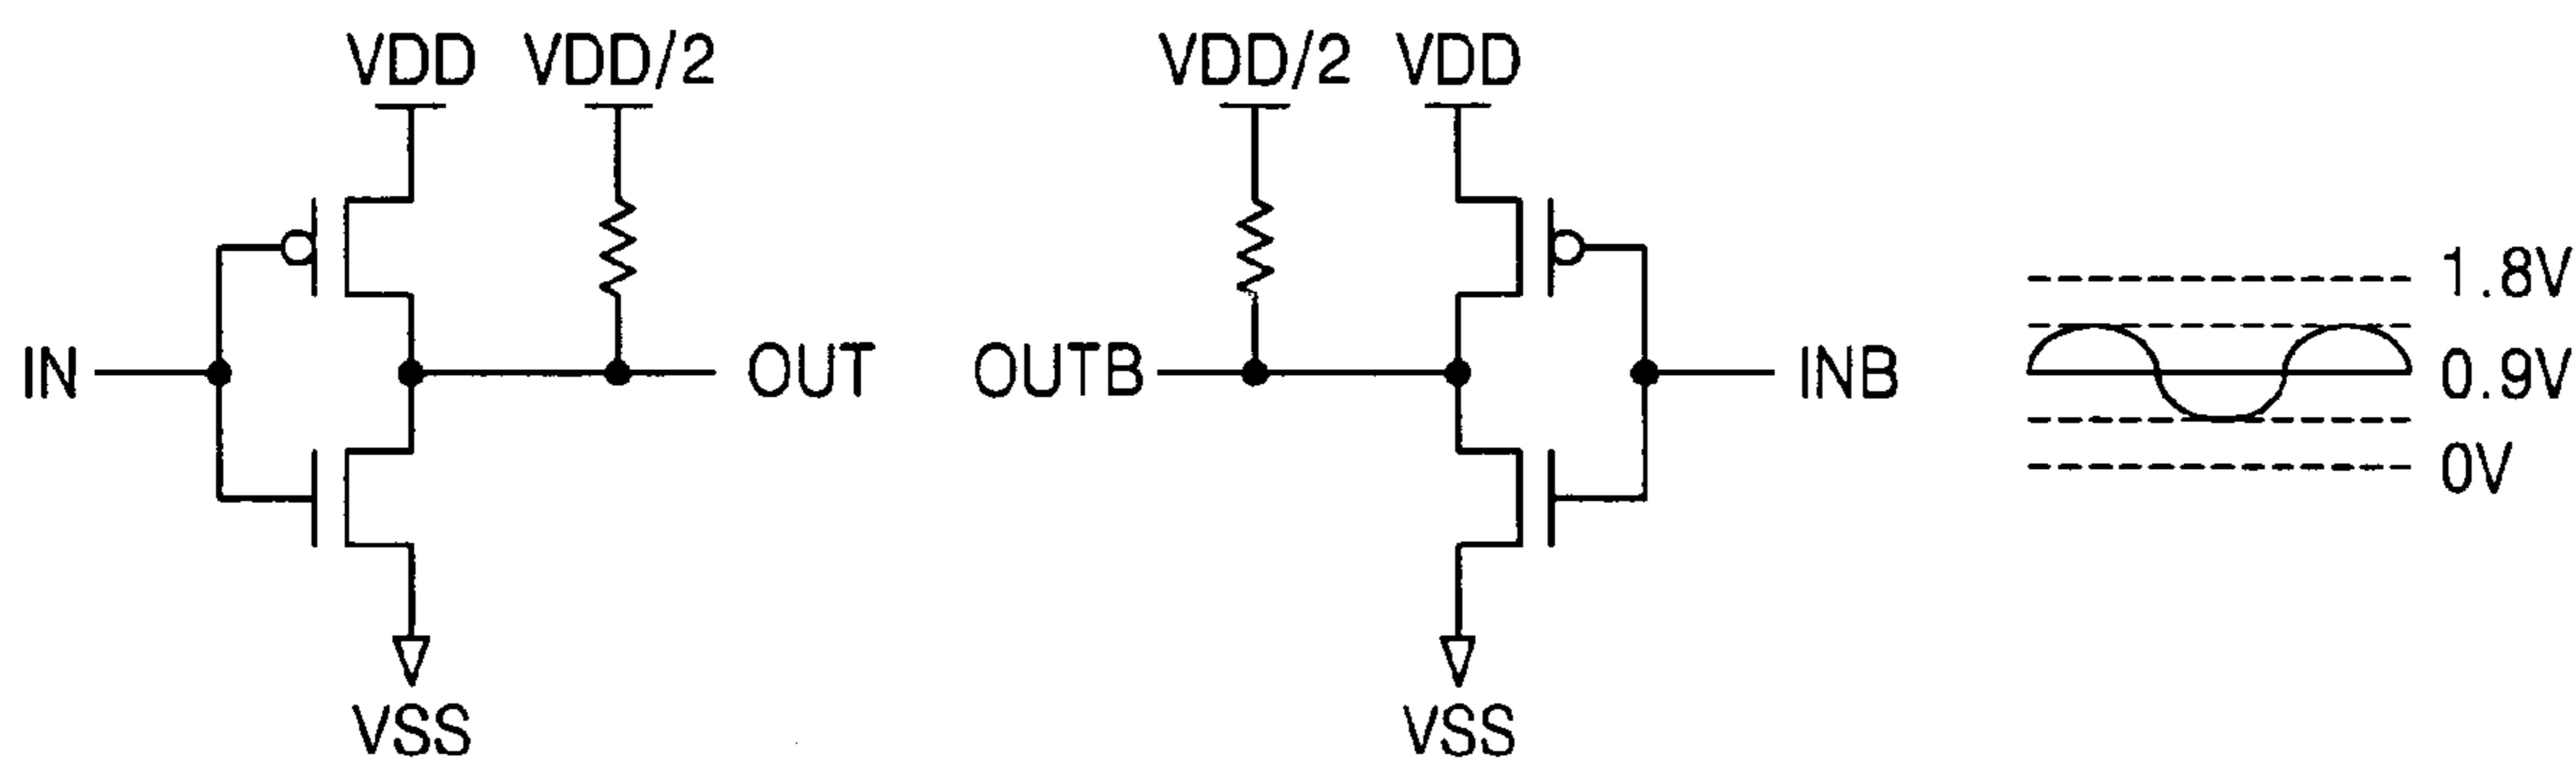 VDD VDD/2 VDD/2 VDD
1.8V
IN OUT OUTB INB 0.9V
0V
VSS VSS